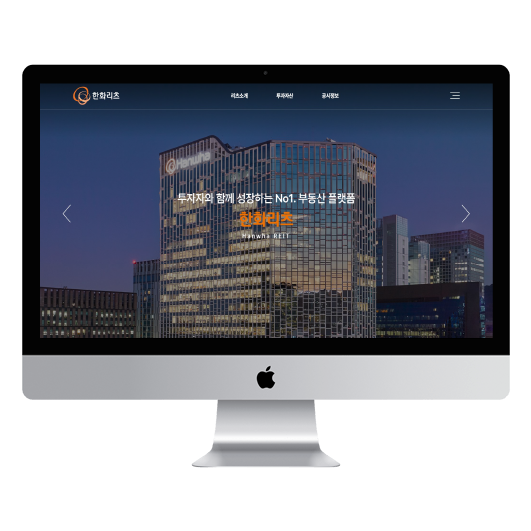 한화리츠
리츠소개
투자자산
공시정보
Hanwha
투자자와 함께 성장하는 No1. 부동산 플랫폼
한화리츠
Hanwha REIT